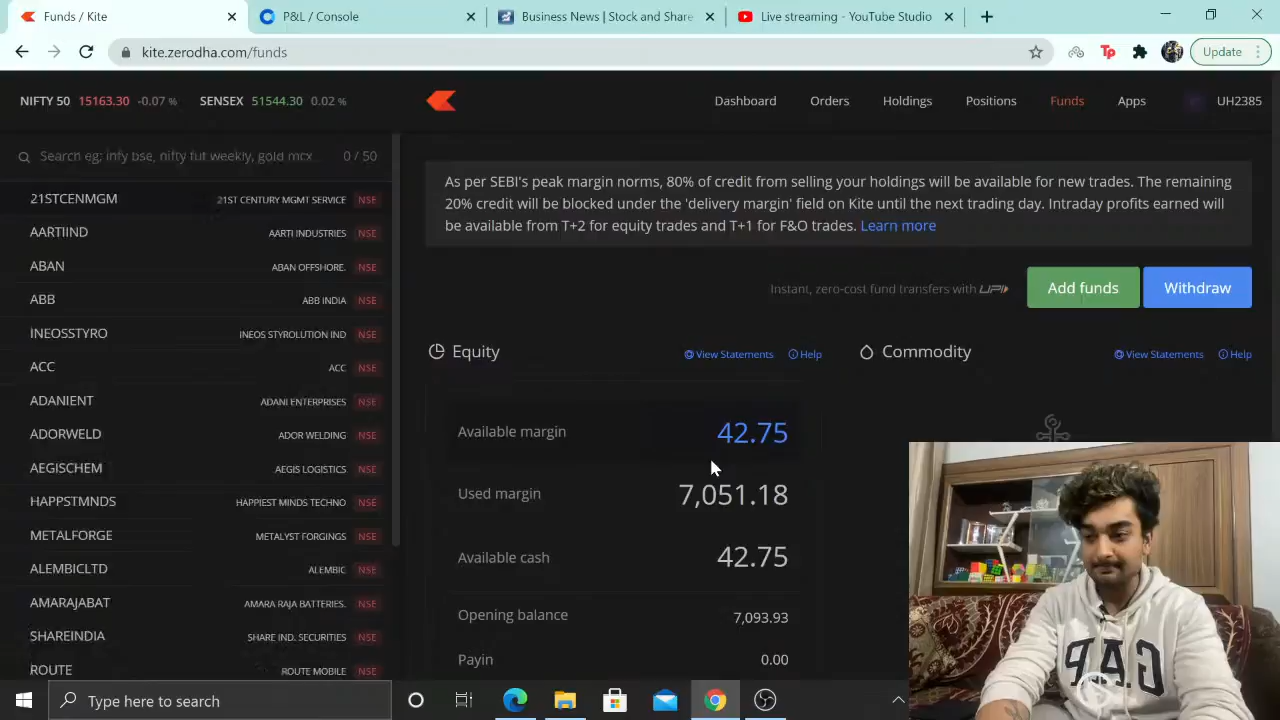 Funds / Kite
P&L / Console
Business News | Stock and Share
Live streaming - YouTube Studio
kite.zerodha.com/funds
Tp
Update
NIFTY 50 15163.30 -0.07 %
SENSEX 51544.30 0.02 %
Dashboard
Orders
Holdings
Positions
Funds
Apps
UH2385
Search eg: infy bse, nifty fut weekly, gold mcx
0 / 50
21STCENMGM 21ST CENTURY MGMT SERVICE NSE
AARTIIND AARTI INDUSTRIES NSE
ABAN ABAN OFFSHORE. NSE
ABB ABB INDIA NSE
INEOSSTYRO INEOS STYROLUTION IND NSE
ACC ACC NSE
ADANIENT ADANI ENTERPRISES NSE
ADORWELD ADOR WELDING NSE
AEGISCHEM AEGIS LOGISTICS NSE
HAPPSTMNDS HAPPIEST MINDS TECHNO NSE
METALFORGE METALYST FORGINGS NSE
ALEMBICLTD ALEMBIC NSE
AMARAJABAT AMARA RAJA BATTERIES. NSE
SHAREINDIA SHARE IND. SECURITIES NSE
ROUTE ROUTE MOBILE NSE
As per SEBI's peak margin norms, 80% of credit from selling your holdings will be available for new trades. The remaining
20% credit will be blocked under the 'delivery margin' field on Kite until the next trading day. Intraday profits earned will
be available from T+2 for equity trades and T+1 for F&O trades. Learn more
Instant, zero-cost fund transfers with UPI
Add funds
Withdraw
Equity
View Statements
Help
Commodity
View Statements
Help
Available margin 42.75
Used margin 7,051.18
Available cash 42.75
Opening balance 7,093.93
Payin 0.00
GAP
Type here to search